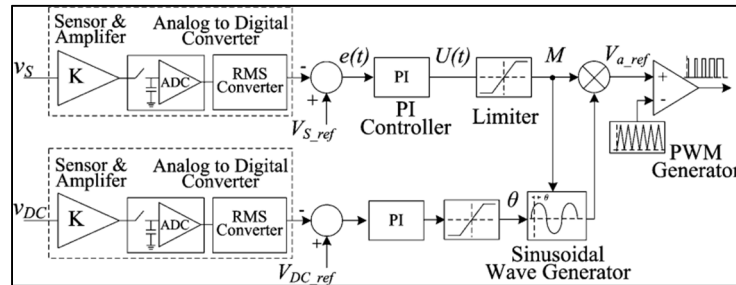 Sensor & Amplifer
Analog to Digital Converter
v_S
K
ADC
RMS Converter
-
+
V_S_ref
e(t)
PI
PI Controller
U(t)
Limiter
M
V_a_ref
+
-
PWM Generator
Sensor & Amplifer
Analog to Digital Converter
v_DC
K
ADC
RMS Converter
-
+
V_DC_ref
PI
θ
θ
Sinusoidal Wave Generator